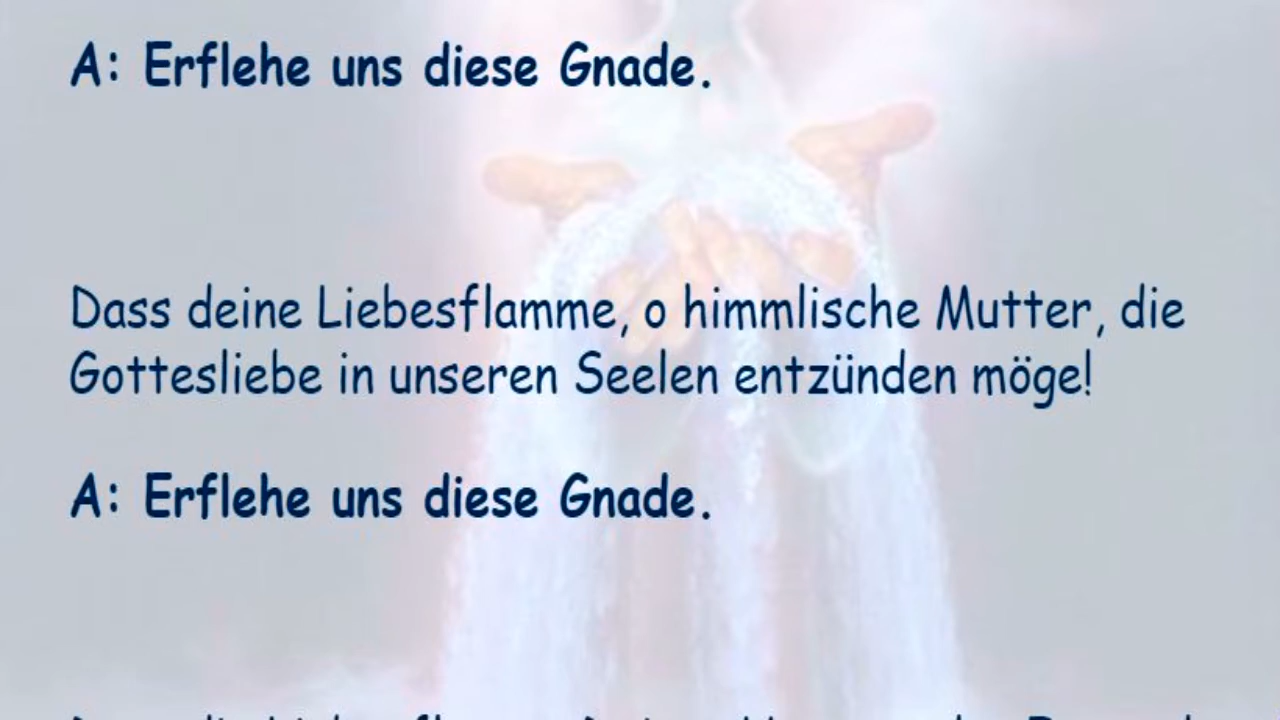 A: Erflehe uns diese Gnade.
Dass deine Liebesflamme, o himmlische Mutter, die
Gottesliebe in unseren Seelen entzünden möge!
A: Erflehe uns diese Gnade.